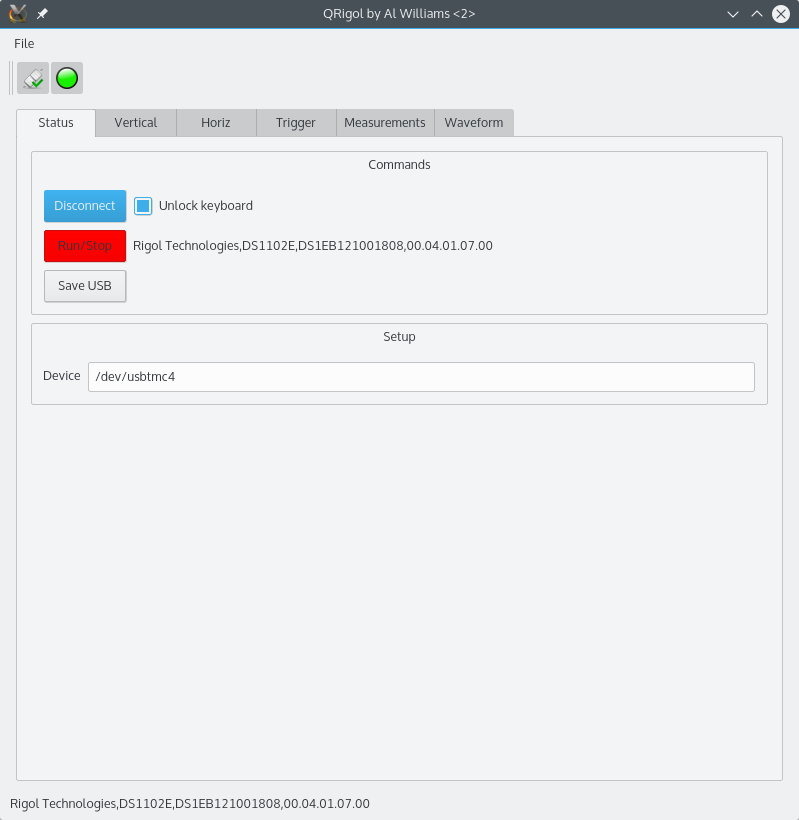 QRigol by Al Williams <2>
File
Status Vertical Horiz Trigger Measurements Waveform
Commands
Disconnect Unlock keyboard
Run/Stop Rigol Technologies,DS1102E,DS1EB121001808,00.04.01.07.00
Save USB
Setup
Device /dev/usbtmc4
Rigol Technologies,DS1102E,DS1EB121001808,00.04.01.07.00